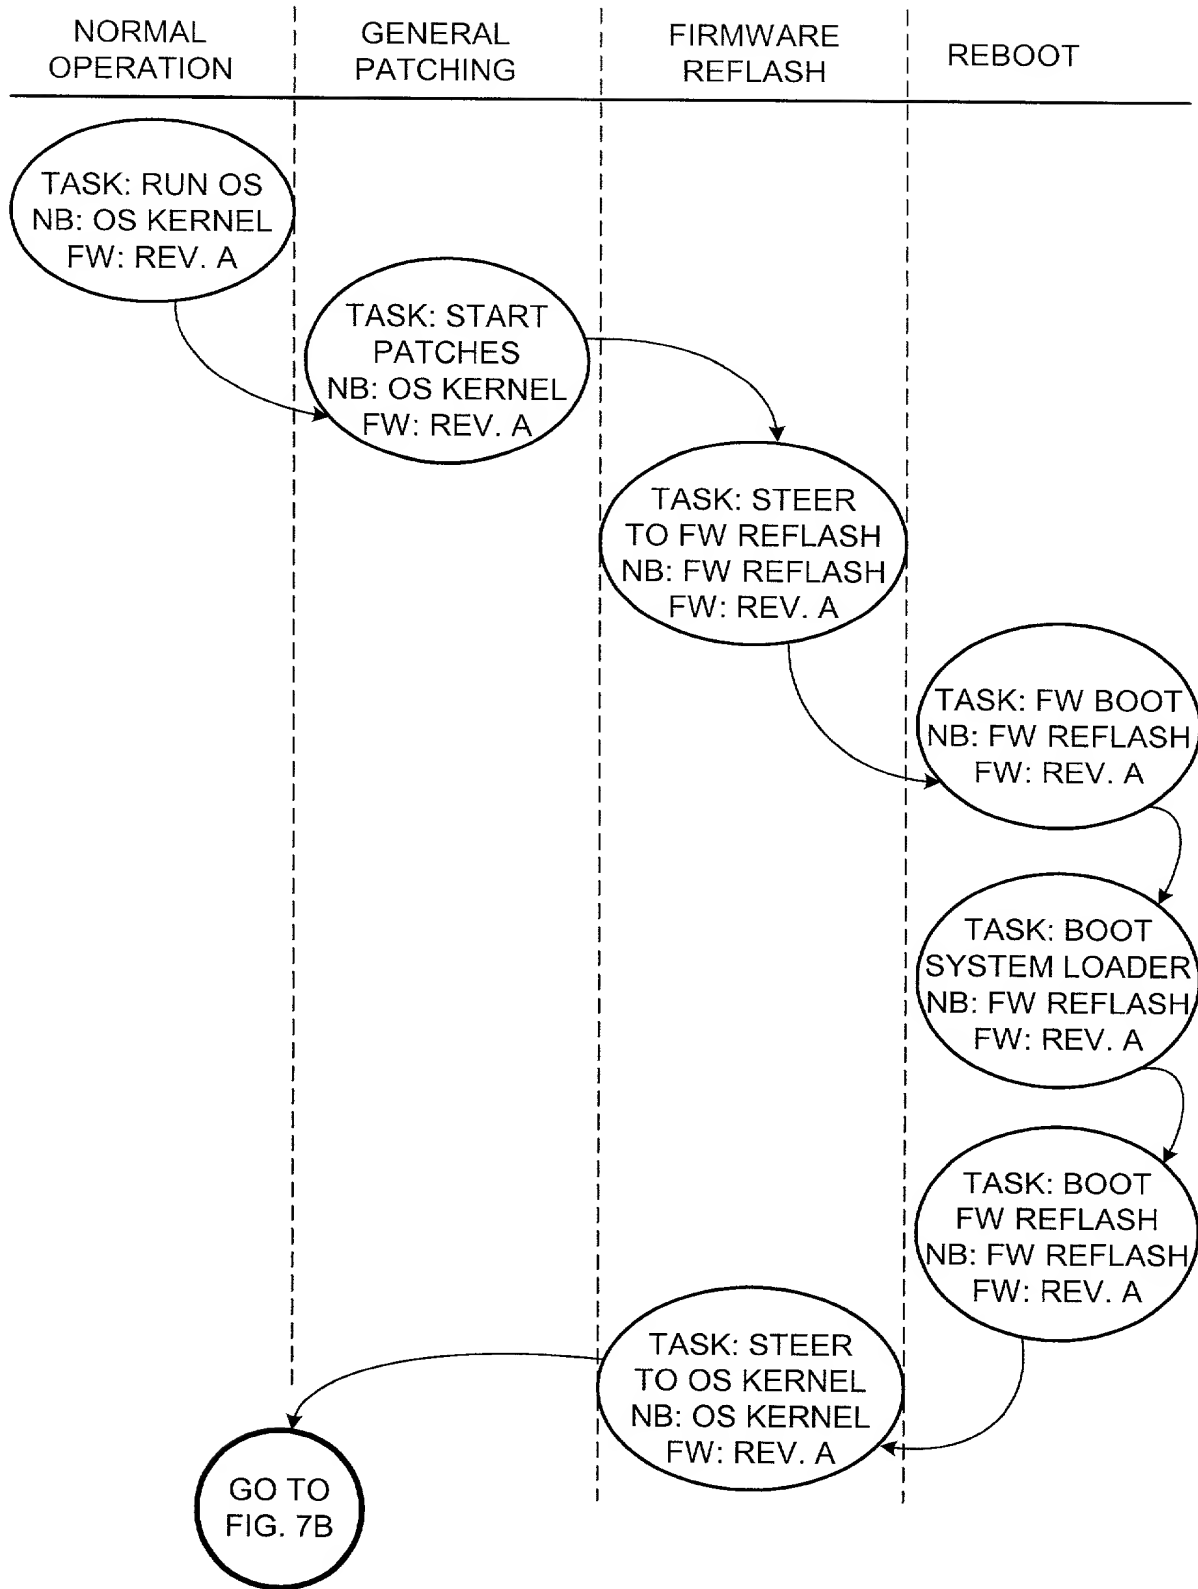 NORMAL
OPERATION
GENERAL
PATCHING
FIRMWARE
REFLASH
REBOOT
TASK: RUN OS
NB: OS KERNEL
FW: REV. A
TASK: START
PATCHES
NB: OS KERNEL
FW: REV. A
TASK: STEER
TO FW REFLASH
NB: FW REFLASH
FW: REV. A
TASK: FW BOOT
NB: FW REFLASH
FW: REV. A
TASK: BOOT
SYSTEM LOADER
NB: FW REFLASH
FW: REV. A
TASK: BOOT
FW REFLASH
NB: FW REFLASH
FW: REV. A
TASK: STEER
TO OS KERNEL
NB: OS KERNEL
FW: REV. A
GO TO
FIG. 7B